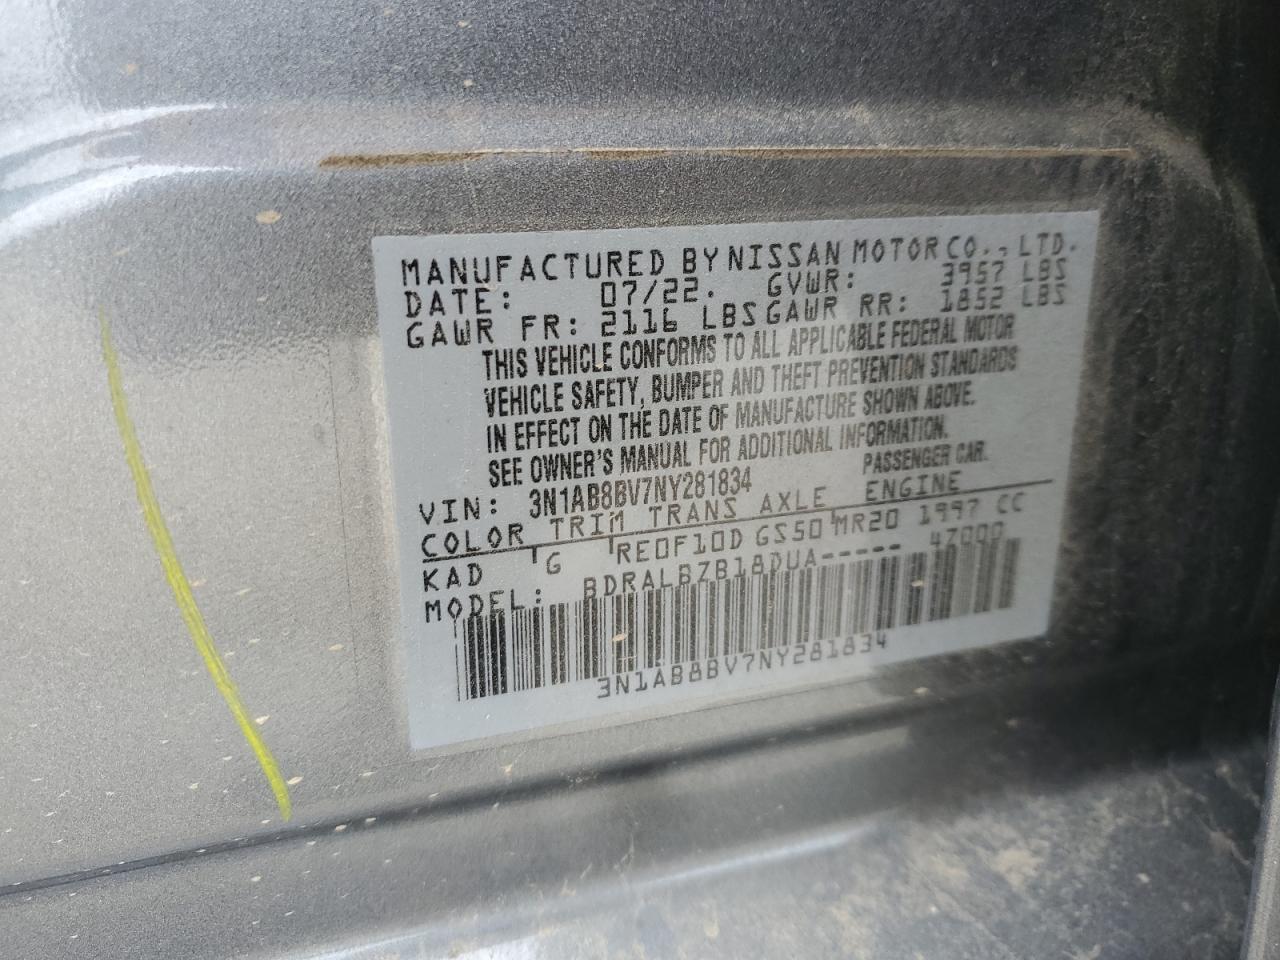 MANUFACTURED BY NISSAN MOTOR CO., LTD.
DATE: 07/22. GVWR: 3957 LBS
GAWR FR: 2116 LBS GAWR RR: 1852 LBS
THIS VEHICLE CONFORMS TO ALL APPLICABLE FEDERAL MOTOR
VEHICLE SAFETY, BUMPER AND THEFT PREVENTION STANDARDS
IN EFFECT ON THE DATE OF MANUFACTURE SHOWN ABOVE.
SEE OWNER'S MANUAL FOR ADDITIONAL INFORMATION.
VIN: 3N1AB8BV7NY281834 PASSENGER CAR.
COLOR TRIM TRANS AXLE ENGINE
KAD G RE0F10D GS50 MR20 1997 CC
MODEL: BDRALBZB18DUA----- 47000
3N1AB8BV7NY281834